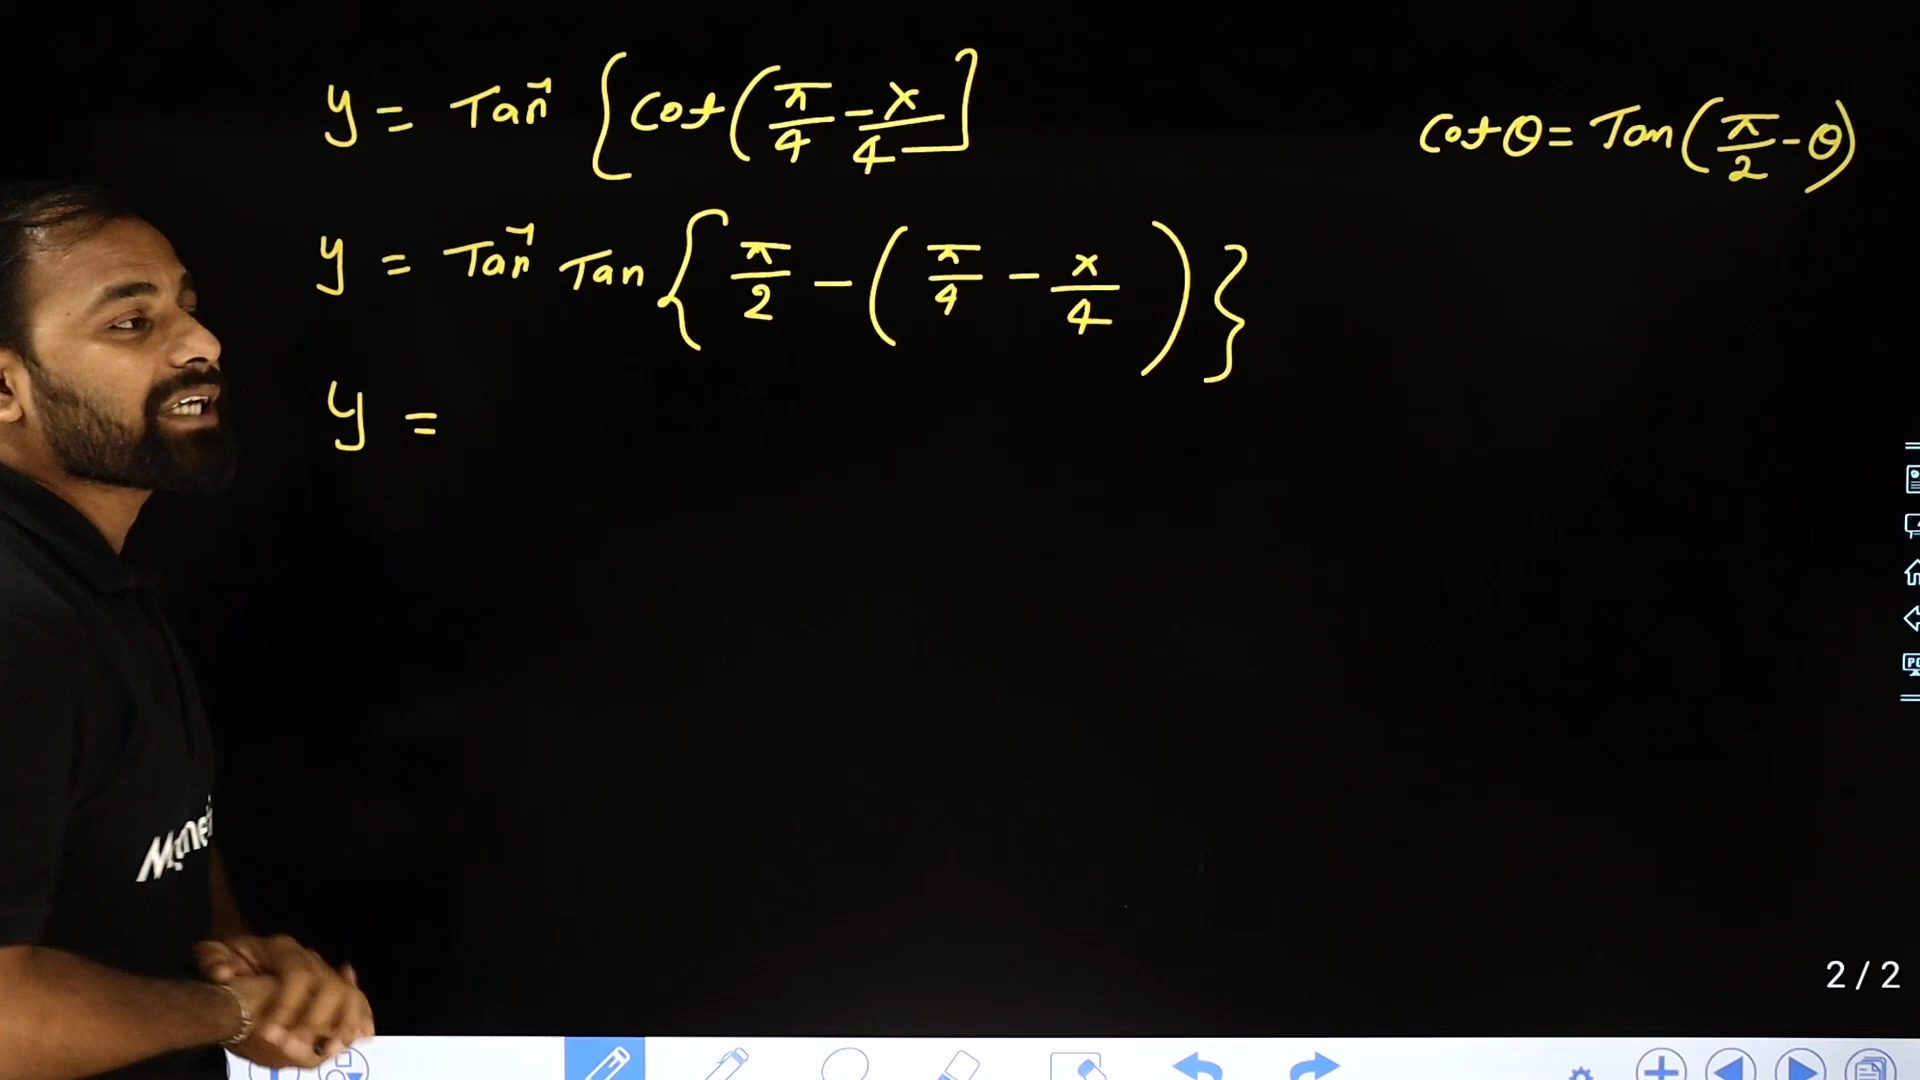 y = Tan⁻¹ [cot(π/4 - x/4]
cot θ = Tan(π/2 - θ)
y = Tan⁻¹ Tan{π/2 - (π/4 - x/4)}
y =
2 / 2